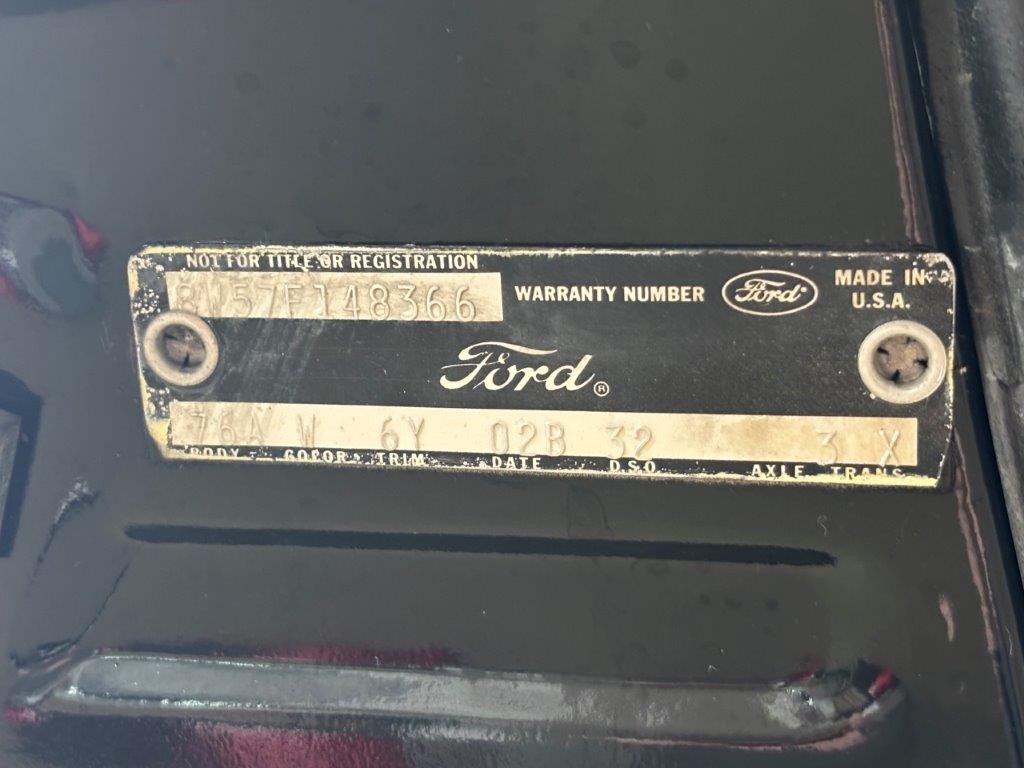 NOT FOR TITLE OR REGISTRATION
8W57F148366 WARRANTY NUMBER Ford MADE IN U.S.A.
Ford®
76A W 6Y 02B 32 3 X
BODY COLOR TRIM DATE D.S.O. AXLE TRANS